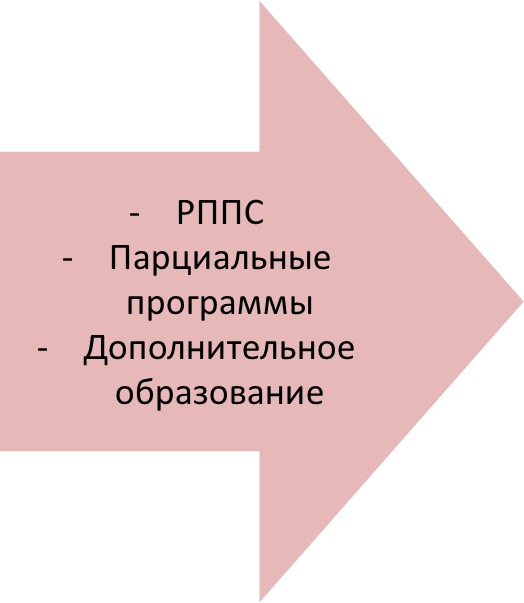 - РППС
- Парциальные
программы
- Дополнительное
образование